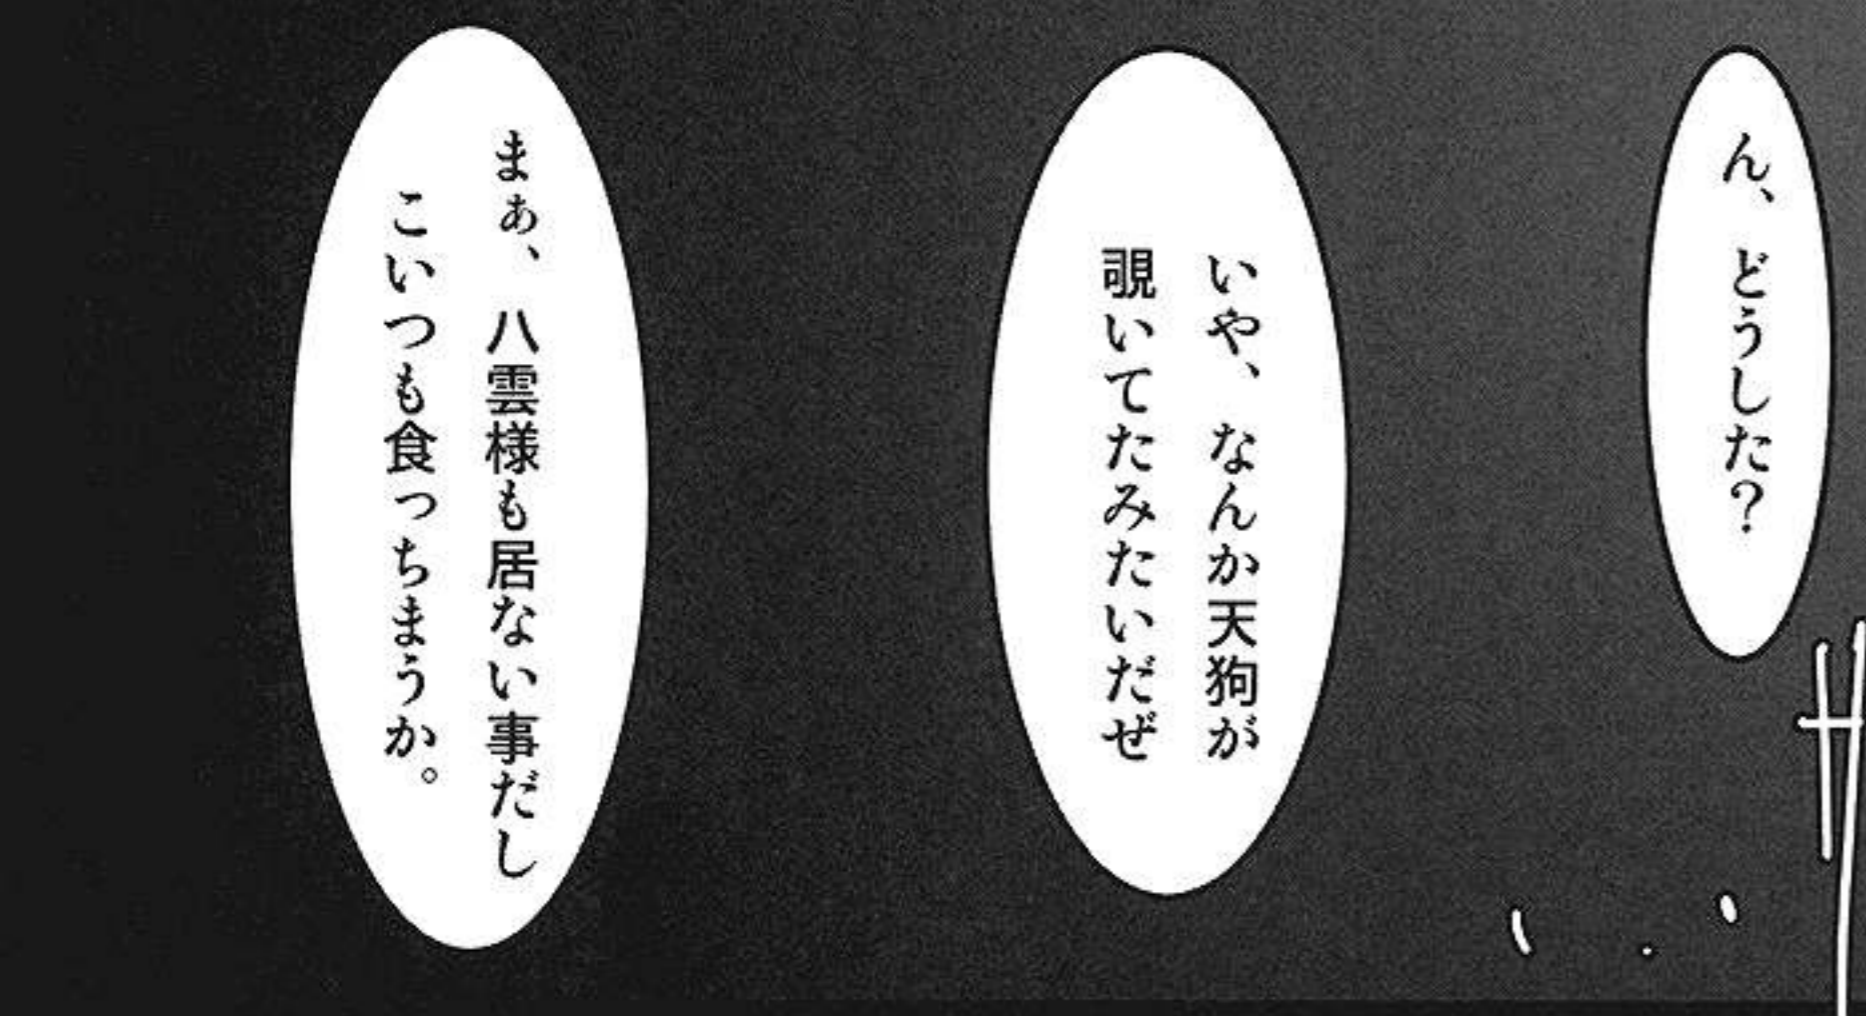 ん、どうした？
いや、なんか天狗が
覗いてたみたいだぜ
まぁ、八雲様も居ない事だし
こいつも食っちまうか。